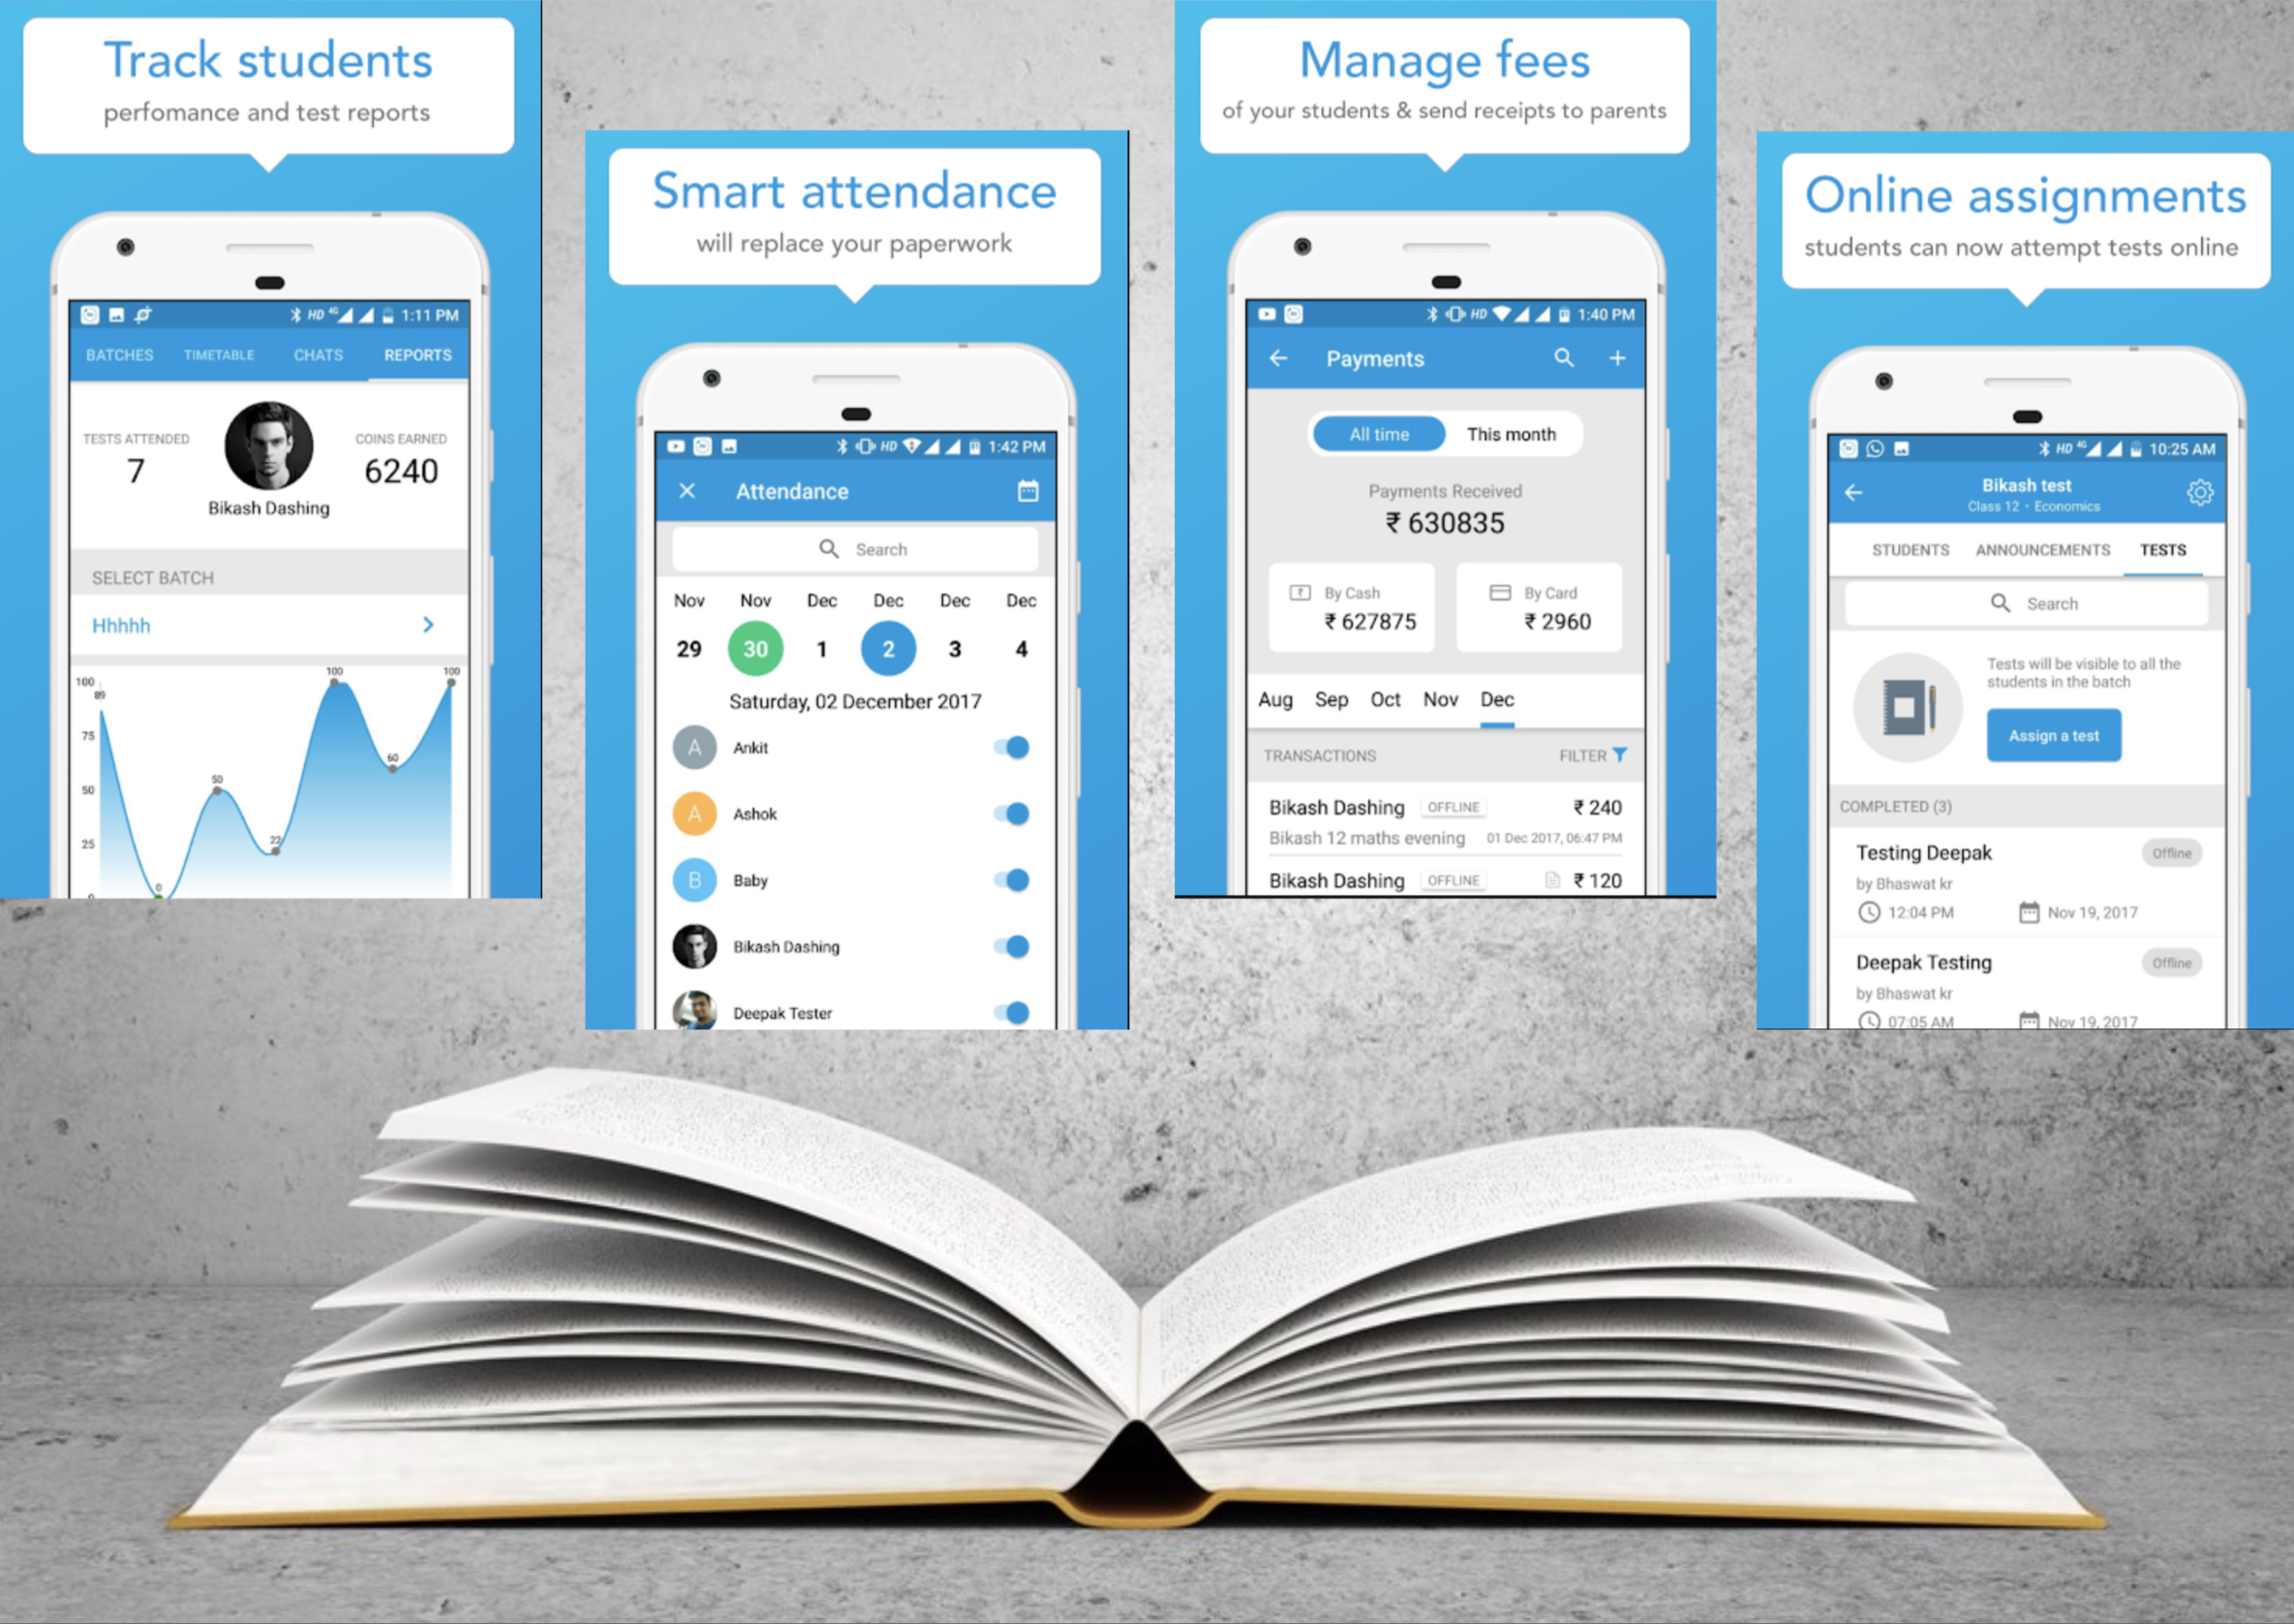 Track students
perfomance and test reports
HD 4G 1:11 PM
BATCHES TIMETABLE CHATS REPORTS
TESTS ATTENDED
7
COINS EARNED
6240
Bikash Dashing
SELECT BATCH
Hhhhh
100
89
75
50
25
0
0
50
22
100
60
100
Smart attendance
will replace your paperwork
HD 1:42 PM
Attendance
Search
Nov Nov Dec Dec Dec Dec
29 30 1 2 3 4
Saturday, 02 December 2017
A Ankit
A Ashok
B Baby
Bikash Dashing
Deepak Tester
Manage fees
of your students & send receipts to parents
HD 1:40 PM
Payments
All time This month
Payments Received
₹ 630835
By Cash
₹ 627875
By Card
₹ 2960
Aug Sep Oct Nov Dec
TRANSACTIONS FILTER
Bikash Dashing OFFLINE ₹ 240
Bikash 12 maths evening 01 Dec 2017, 06:47 PM
Bikash Dashing OFFLINE ₹ 120
Online assignments
students can now attempt tests online
HD 4G 10:25 AM
Bikash test
Class 12 • Economics
STUDENTS ANNOUNCEMENTS TESTS
Search
Tests will be visible to all the
students in the batch
Assign a test
COMPLETED (3)
Testing Deepak Offline
by Bhaswat kr
12:04 PM Nov 19, 2017
Deepak Testing Offline
by Bhaswat kr
07:05 AM Nov 19, 2017